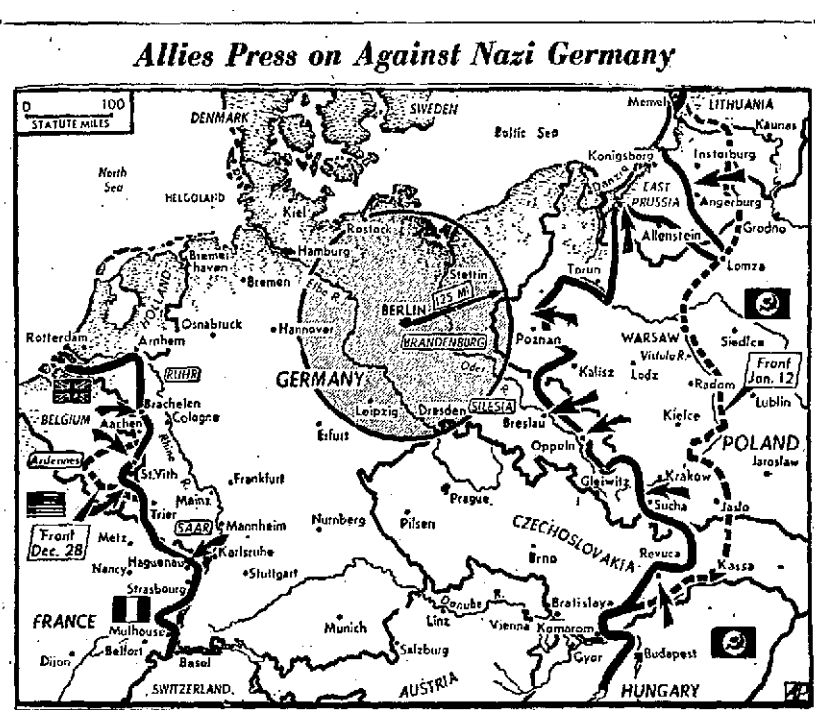 Allies Press on Against Nazi Germany
0 100
STATUTE MILES
DENMARK
SWEDEN
Memel
LITHUANIA
Kaunas
Baltic Sea
North
Sea
Konigsberg
Insterburg
Danzig
EAST
PRUSSIA
Angerburg
HELGOLAND
Kiel
Rostock
Allenstein
Grodno
Hamburg
Bremer
haven
Stettin
Lomza
Bremen
Elbe R.
125 MI
Torun
HOLLAND
BERLIN
Osnabruck
Hannover
Poznan
WARSAW
Siedlce
Rotterdam
Arnhem
BRANDENBURG
Vistula R.
Front
Jan. 12
RUHR
Oder
R.
Kalisz
Lodz
GERMANY
Radom
Lublin
BELGIUM
Brachelen
Leipzig
Dresden
SILESIA
Aachen
Cologne
Breslau
Kielce
Erfurt
Oppeln
POLAND
Ardennes
Rhine
R.
Jaroslaw
St.Vith
Frankfurt
Gleiwitz
Krakow
Prague
Mainz
Sucha
Jaslo
Trier
Front
Dec. 28
SAAR
Mannheim
Nurnberg
Pilsen
CZECHOSLOVAKIA
Metz
Karlsruhe
Haguenau
Brno
Revuca
Nancy
Stuttgart
Kassa
Strasbourg
Danube R.
Bratislav
FRANCE
Linz
Vienna
Komarom
Mulhouse
Munich
Belfort
Salzburg
Gyor
Budapest
Dijon
Basel
SWITZERLAND
AUSTRIA
HUNGARY
AP